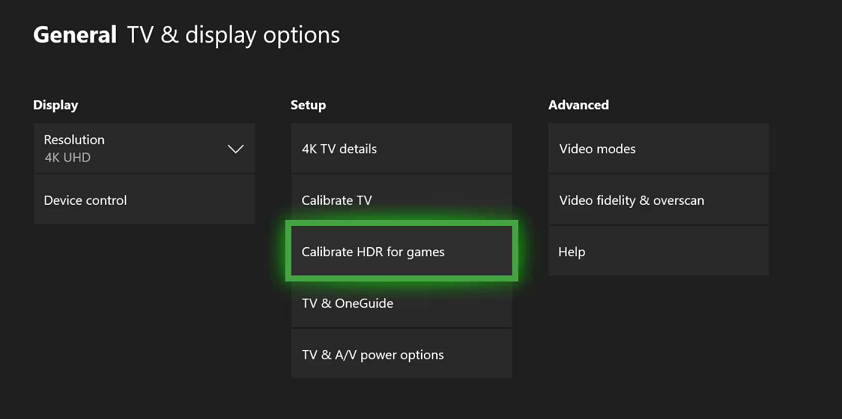 General TV & display options
Display
Resolution
4K UHD
Device control
Setup
4K TV details
Calibrate TV
Calibrate HDR for games
TV & OneGuide
TV & A/V power options
Advanced
Video modes
Video fidelity & overscan
Help